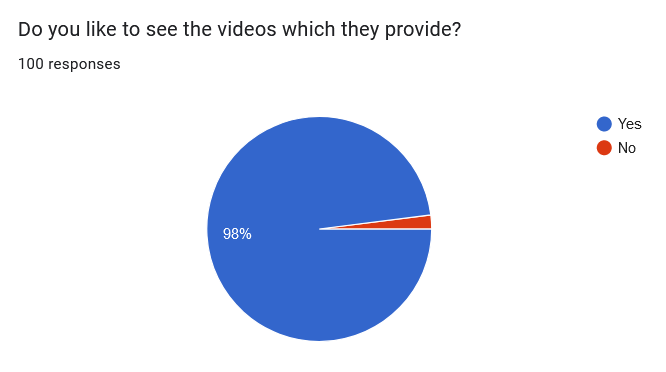 Do you like to see the videos which they provide?
100 responses
Yes
No
98%